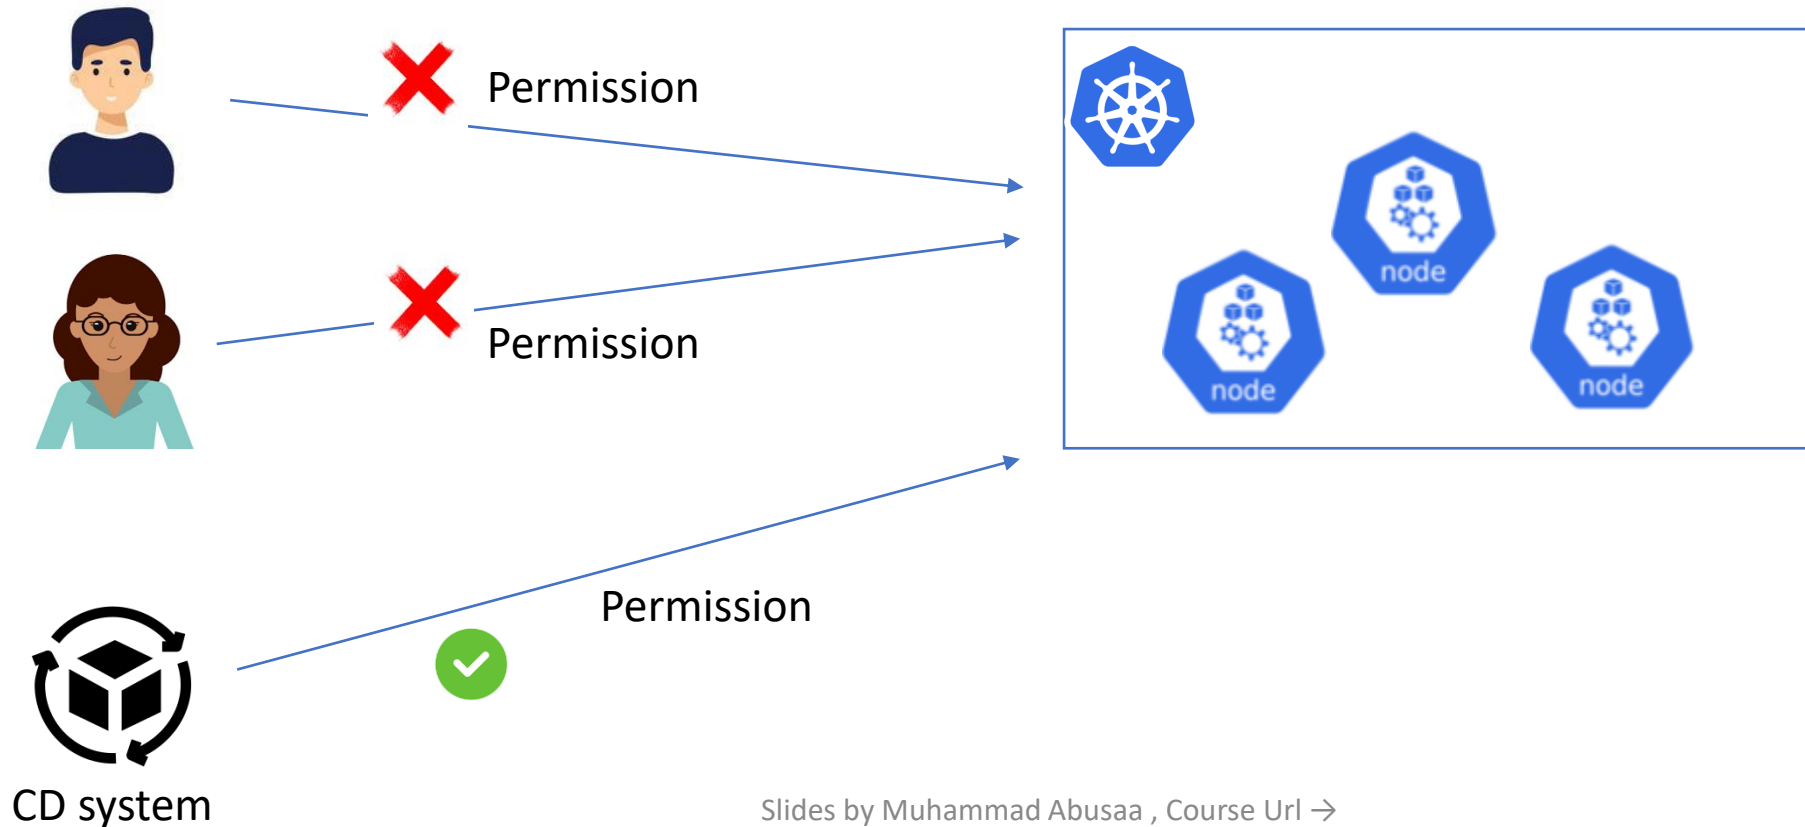 Permission
node
node
node
Permission
Permission
CD system
Slides by Muhammad Abusaa , Course Url →